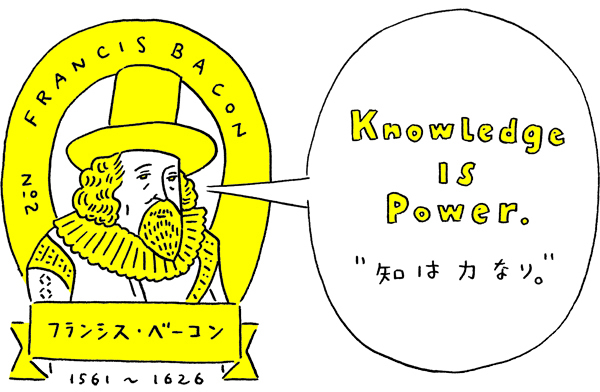 FRANCIS BACON
Knowledge
IS
Power.
"知は力なり。"
フランシス・ベーコン
1561 ~ 1626